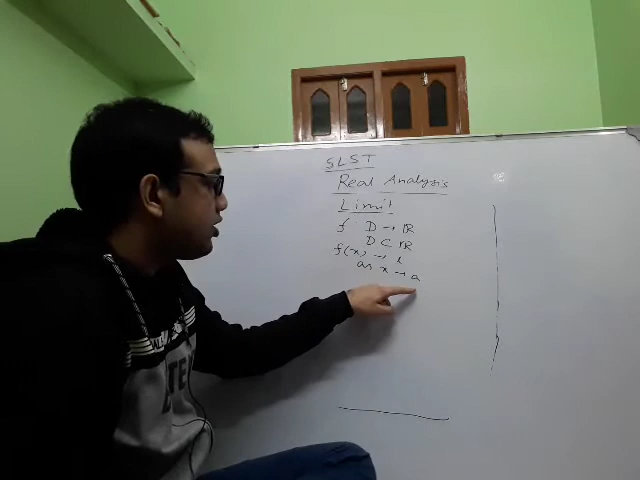 SLST
Real Analysis
Limit
f D → ℝ
D ⊂ ℝ
f(x) → l
as x → a